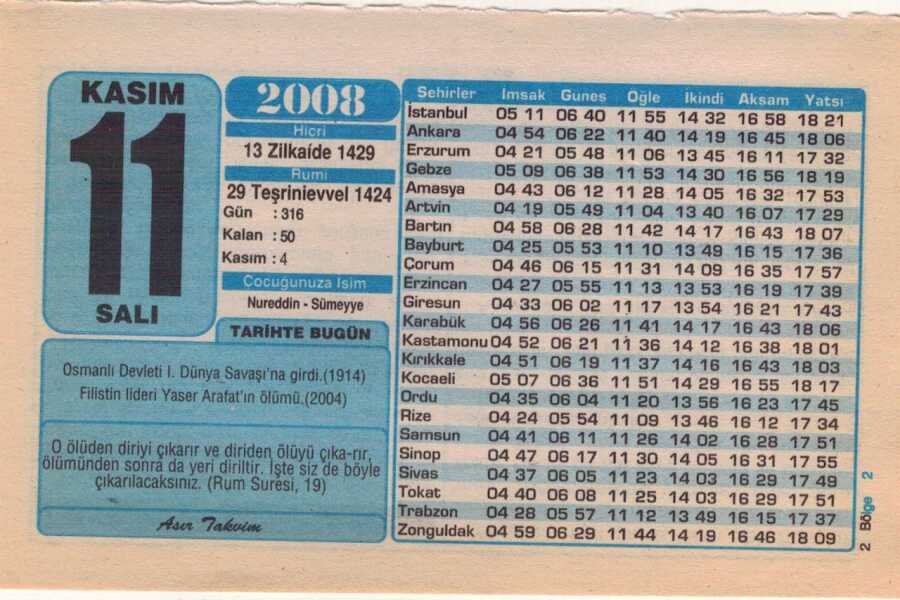 KASIM
11
SALI
2008
Hicri
13 Zilkaíde 1429
Rumi
29 Teşrinievvel 1424
Gün : 316
Kalan : 50
Kasım : 4
Çocuğunuza İsim
Nureddin - Sümeyye
TARİHTE BUGÜN
Osmanlı Devleti I. Dünya Savaşı'na girdi.(1914)
Filistin lideri Yaser Arafat'ın ölümü.(2004)
O ölüden diriyi çıkarır ve diriden ölüyü çıka-rır,
ölümünden sonra da yeri diriltir. İşte siz de böyle
çıkarılacaksınız. (Rum Suresi, 19)
Asır Takvim
Şehirler Imsak Gunes Oğle İkindi Aksam Yatsı
İstanbul 05 11 06 40 11 55 14 32 16 58 18 21
Ankara 04 54 06 22 11 40 14 19 16 45 18 06
Erzurum 04 21 05 48 11 06 13 45 16 11 17 32
Gebze 05 09 06 38 11 53 14 30 16 56 18 19
Amasya 04 43 06 12 11 28 14 05 16 32 17 53
Artvin 04 19 05 49 11 04 13 40 16 07 17 29
Bartın 04 58 06 28 11 42 14 17 16 43 18 07
Bayburt 04 25 05 53 11 10 13 49 16 15 17 36
Çorum 04 46 06 15 11 31 14 09 16 35 17 57
Erzincan 04 27 05 55 11 13 13 53 16 19 17 39
Giresun 04 33 06 02 11 17 13 54 16 21 17 43
Karabük 04 56 06 26 11 41 14 17 16 43 18 06
Kastamonu 04 52 06 21 11 36 14 12 16 38 18 01
Kırıkkale 04 51 06 19 11 37 14 16 16 43 18 03
Kocaeli 05 07 06 36 11 51 14 29 16 55 18 17
Ordu 04 35 06 04 11 20 13 56 16 23 17 45
Rize 04 24 05 54 11 09 13 46 16 12 17 34
Samsun 04 41 06 11 11 26 14 02 16 28 17 51
Sinop 04 47 06 17 11 30 14 05 16 31 17 55
Sivas 04 37 06 05 11 23 14 03 16 29 17 49
Tokat 04 40 06 08 11 25 14 03 16 29 17 51
Trabzon 04 28 05 57 11 12 13 49 16 15 17 37
Zonguldak 04 59 06 29 11 44 14 19 16 46 18 09
2. Bölge 2